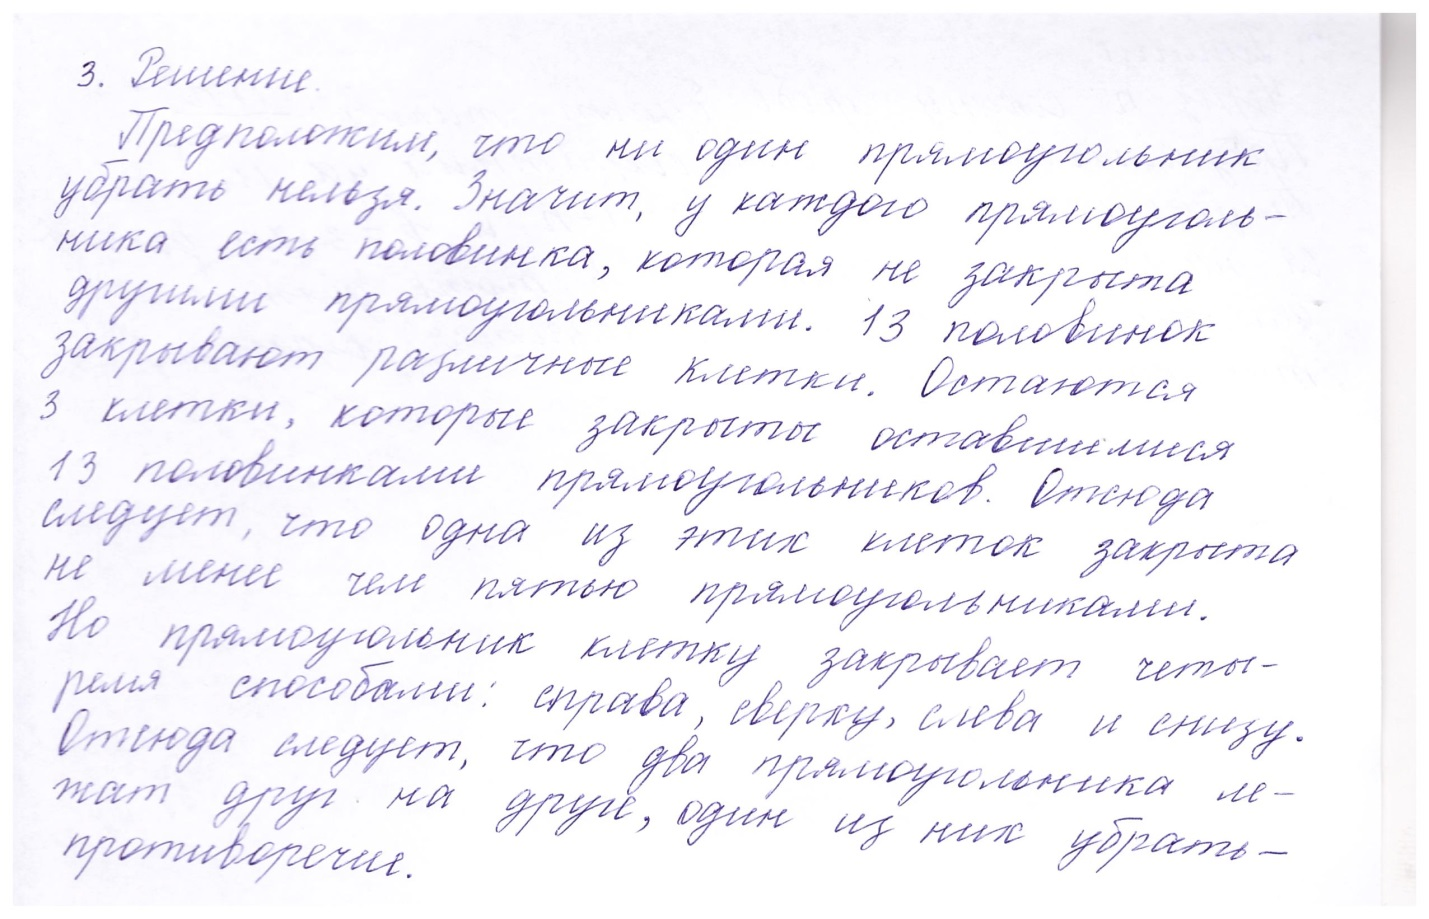 3. Решение.
Предположим, что ни один прямоугольник
убрать нельзя. Значит, у каждого прямоуголь-
ника есть половинка, которая не закрыта
другими прямоугольниками. 13 половинок
закрывают различные клетки. Остаются
3 клетки, которые закрыты оставшимися
13 половинками прямоугольников. Отсюда
следует, что одна из этих клеток закрыта
не менее чем пятью прямоугольниками.
Но прямоугольник клетку закрывает четы-
ремя способами: справа, сверху, слева и снизу.
Отсюда следует, что два прямоугольника ле-
жат друг на друге, один из них убрать –
противоречие.